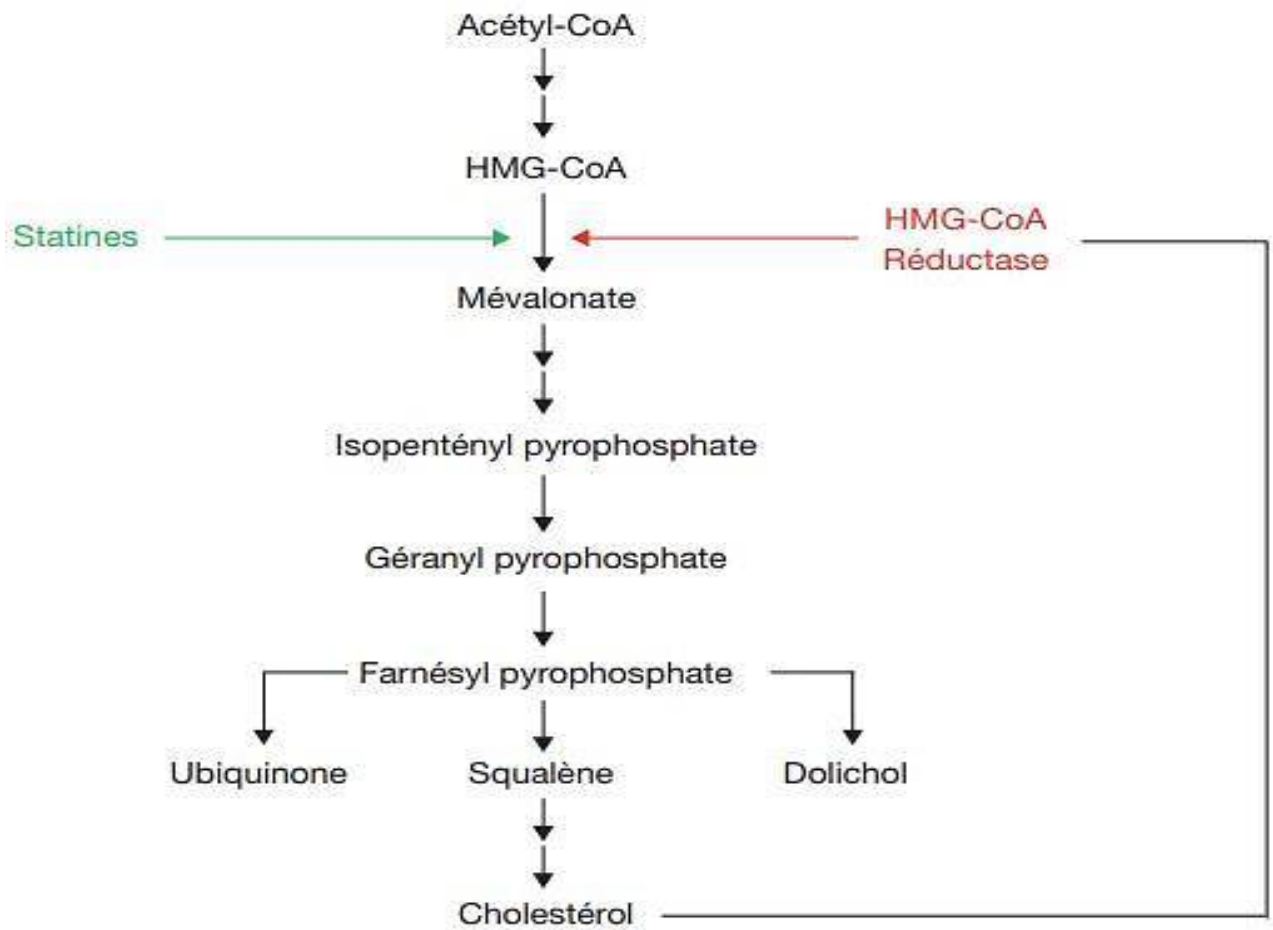 Acétyl-CoA
HMG-CoA
Statines
HMG-CoA
Réductase
Mévalonate
Isopentényl pyrophosphate
Géranyl pyrophosphate
Farnésyl pyrophosphate
Ubiquinone
Squalène
Dolichol
Cholestérol